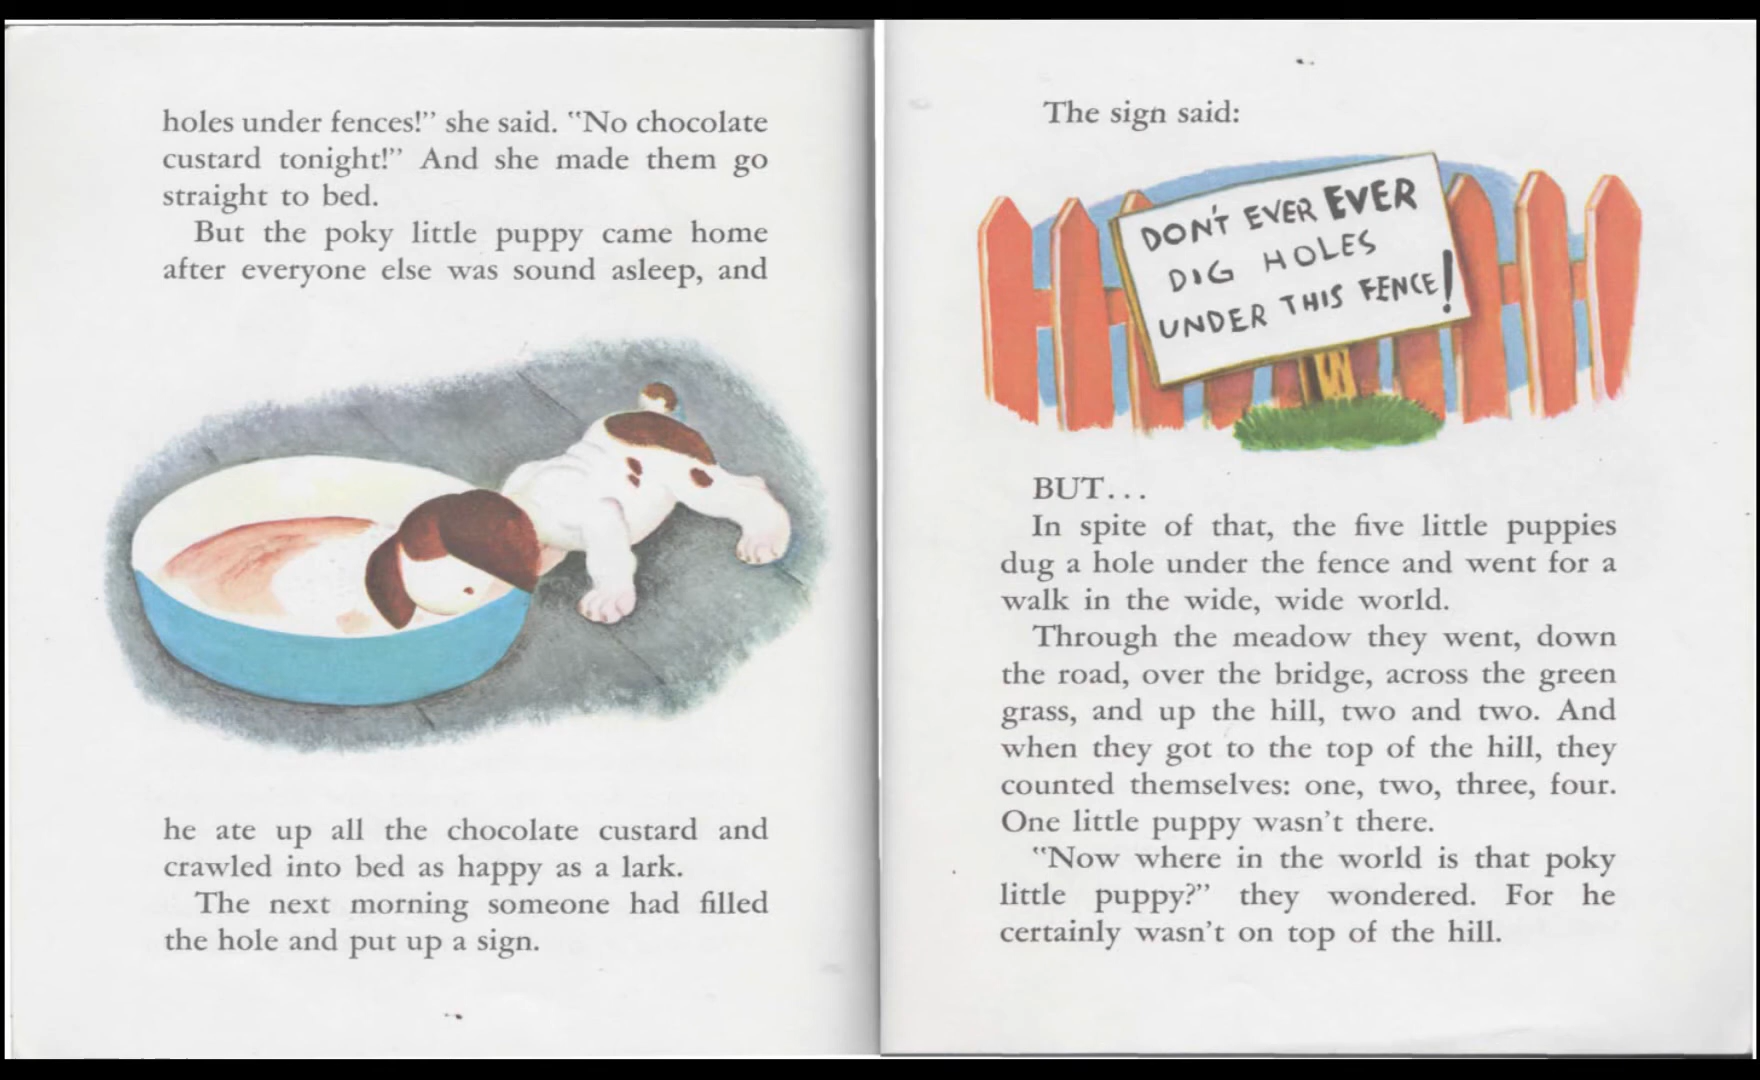 holes under fences!” she said. “No chocolate
custard tonight!” And she made them go
straight to bed.
But the poky little puppy came home
after everyone else was sound asleep, and
he ate up all the chocolate custard and
crawled into bed as happy as a lark.
The next morning someone had filled
the hole and put up a sign.
The sign said:
DON'T EVER EVER
DIG HOLES
UNDER THIS FENCE!
BUT...
In spite of that, the five little puppies
dug a hole under the fence and went for a
walk in the wide, wide world.
Through the meadow they went, down
the road, over the bridge, across the green
grass, and up the hill, two and two. And
when they got to the top of the hill, they
counted themselves: one, two, three, four.
One little puppy wasn't there.
“Now where in the world is that poky
little puppy?” they wondered. For he
certainly wasn't on top of the hill.